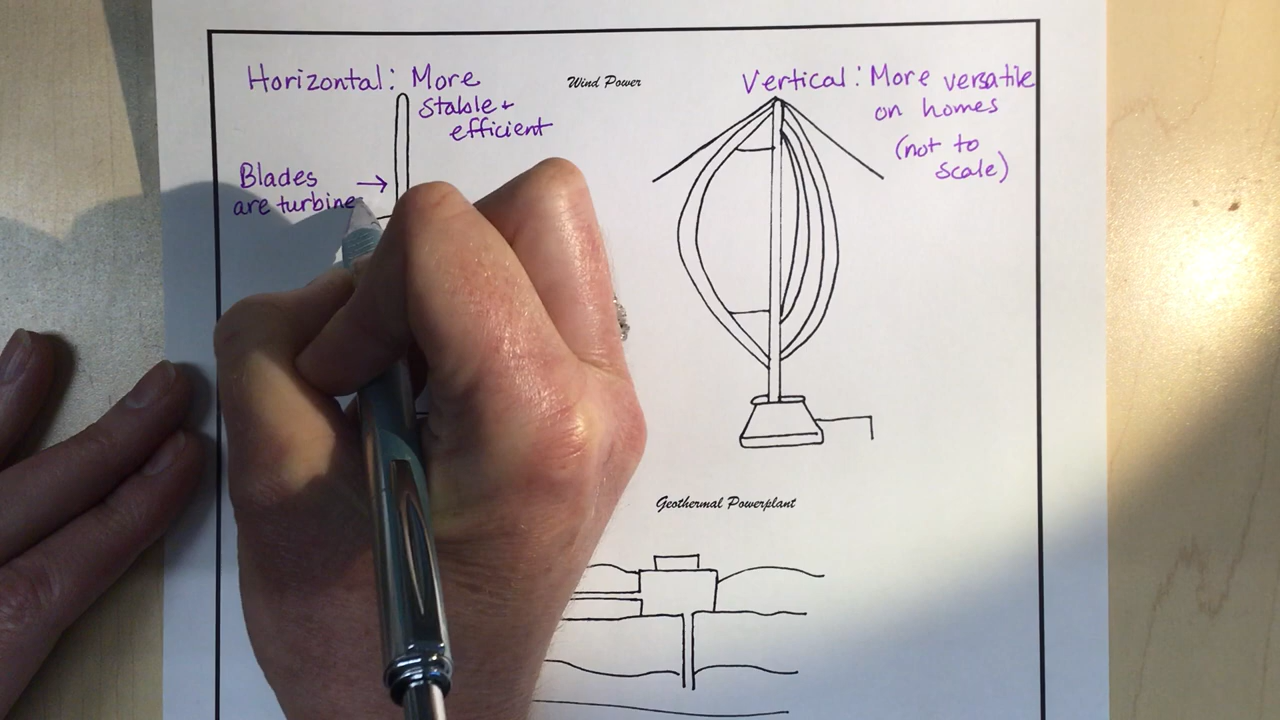 Horizontal: More
stable +
efficient
Wind Power
Vertical: More versatile
on homes
(not to
scale)
Blades →
are turbine
Geothermal Powerplant